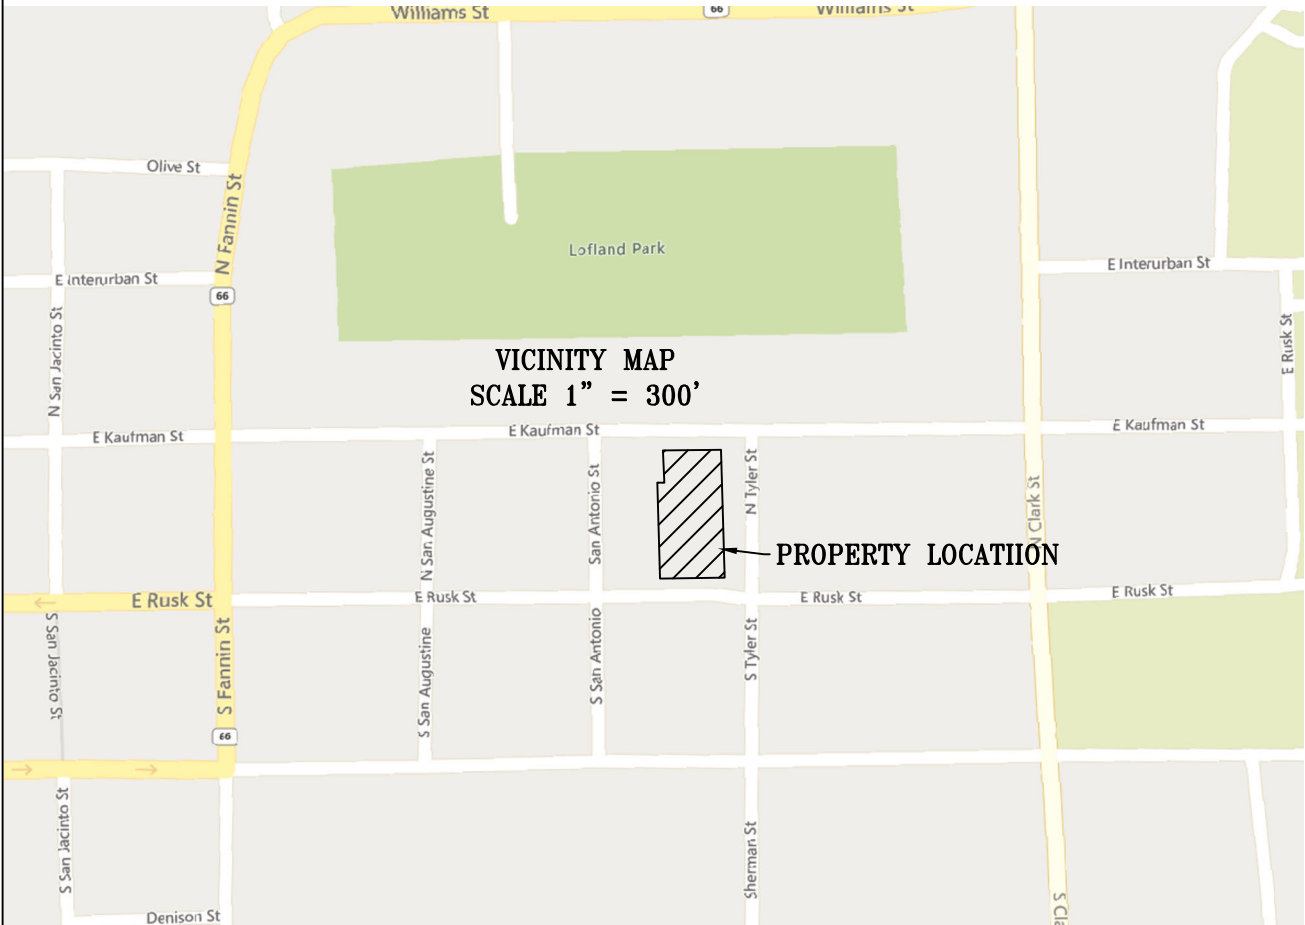 Williams St
66
Williams St
Olive St
N Fannin St
Lofland Park
E Interurban St
E Interurban St
66
N San Jacinto St
E Rusk St
VICINITY MAP
SCALE 1" = 300'
E Kaufman St
E Kaufman St
E Kaufman St
N San Augustine St
San Antonio St
N Tyler St
N Clark St
PROPERTY LOCATIION
E Rusk St
E Rusk St
E Rusk St
E Rusk St
S San Jacinto St
S Fannin St
S San Augustine
S San Antonio
S Tyler St
66
S San Jacinto St
Sherman St
S Cla
Denison St